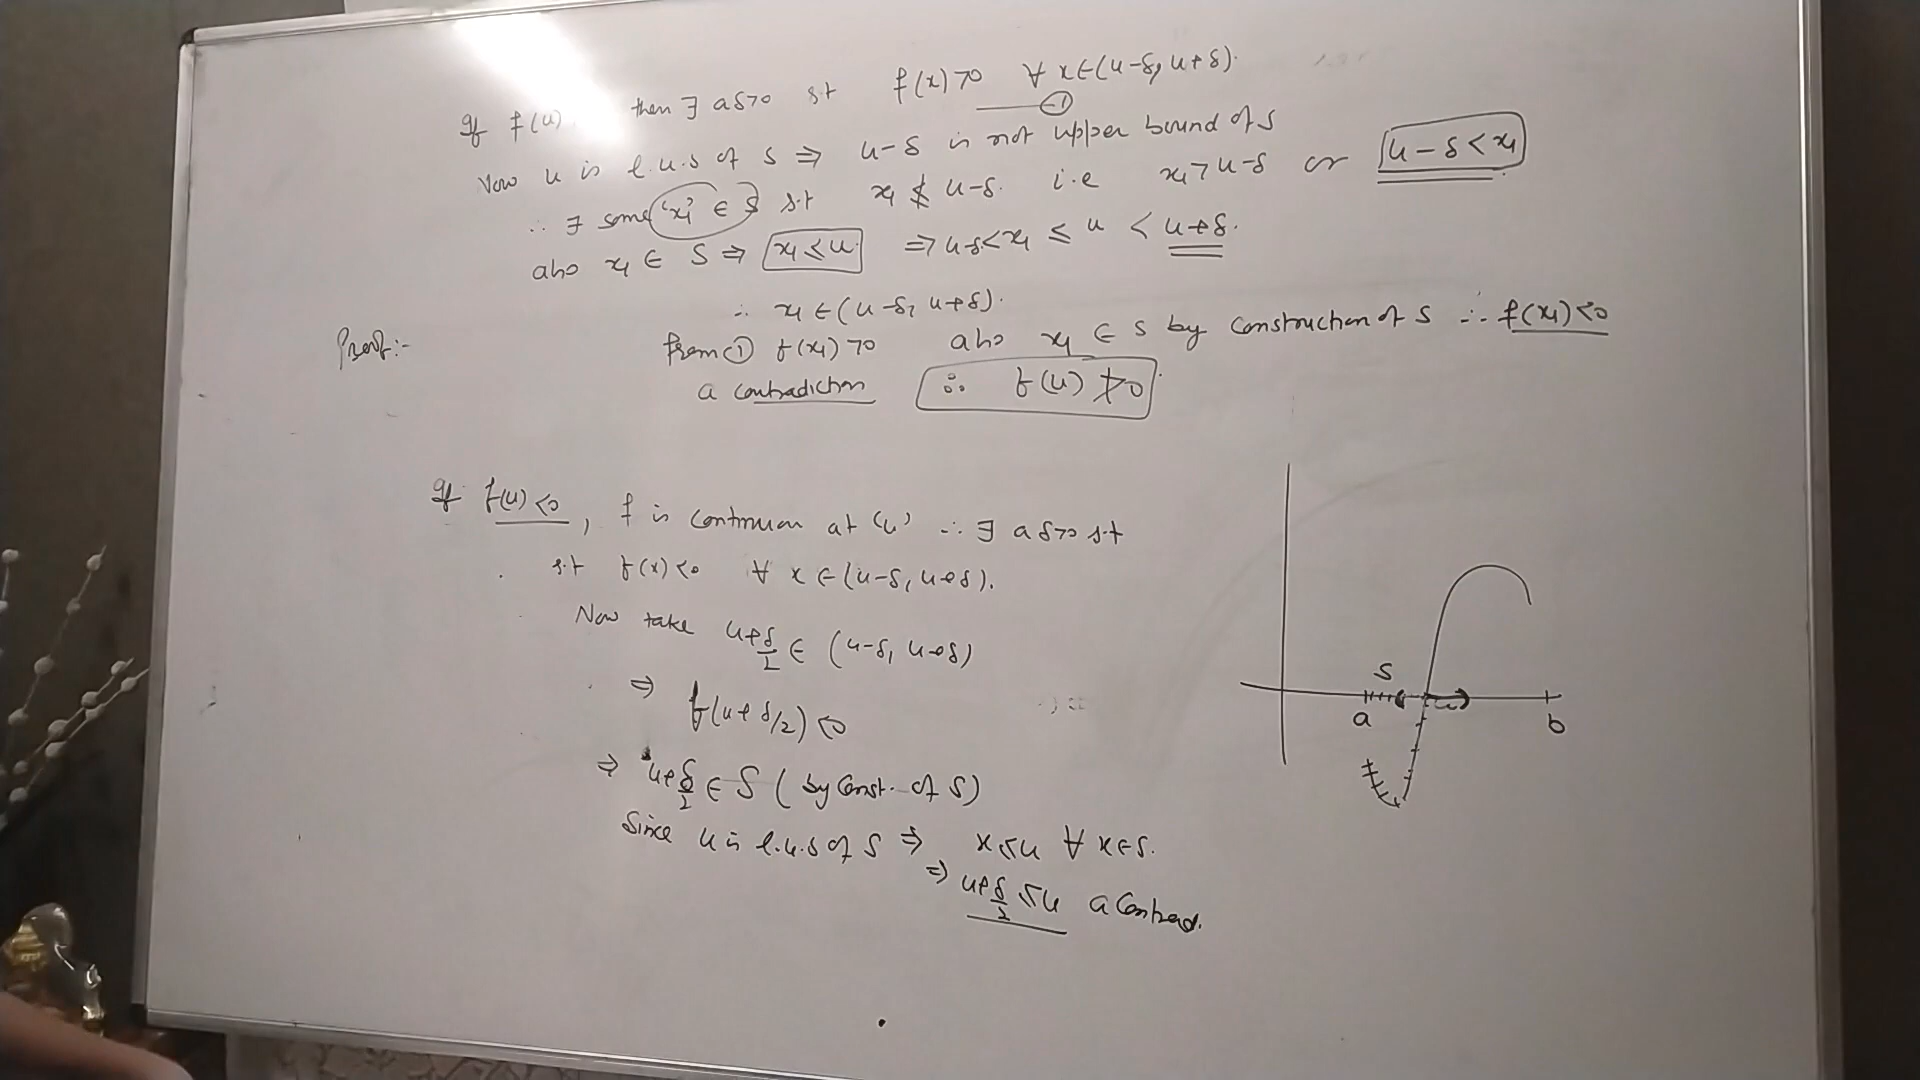 If f(u) then ∃ a δ>0 s.t f(x)>0 ∀ x∈(u-δ, u+δ).
①
Now u is l.u.b of S ⇒ u-δ is not upper bound of S
∴ ∃ some 'x₁' ∈ S s.t x₁ ≰ u-δ. i.e x₁>u-δ or u-δ<x₁
also x₁ ∈ S ⇒ x₁≤u ⇒ u-δ<x₁ ≤ u < u+δ.
∴ x₁∈(u-δ, u+δ).
Proof:-
from ① f(x₁)>0 also x₁ ∈ S by construction of S ∴ f(x₁)<0
a contradiction ∴ f(u) ≯0
If f(u)<0, f is continuous at 'u' ∴ ∃ a δ>0 s.t
s.t f(x)<0 ∀ x∈(u-δ, u+δ).
Now take u+δ/2 ∈ (u-δ, u+δ)
⇒ f(u+δ/2)<0
⇒ u+δ/2 ∈ S (by Const. of S)
Since u is l.u.b of S ⇒ x≤u ∀ x∈S.
⇒ u+δ/2 ≤u a Contrad.
S
a u b